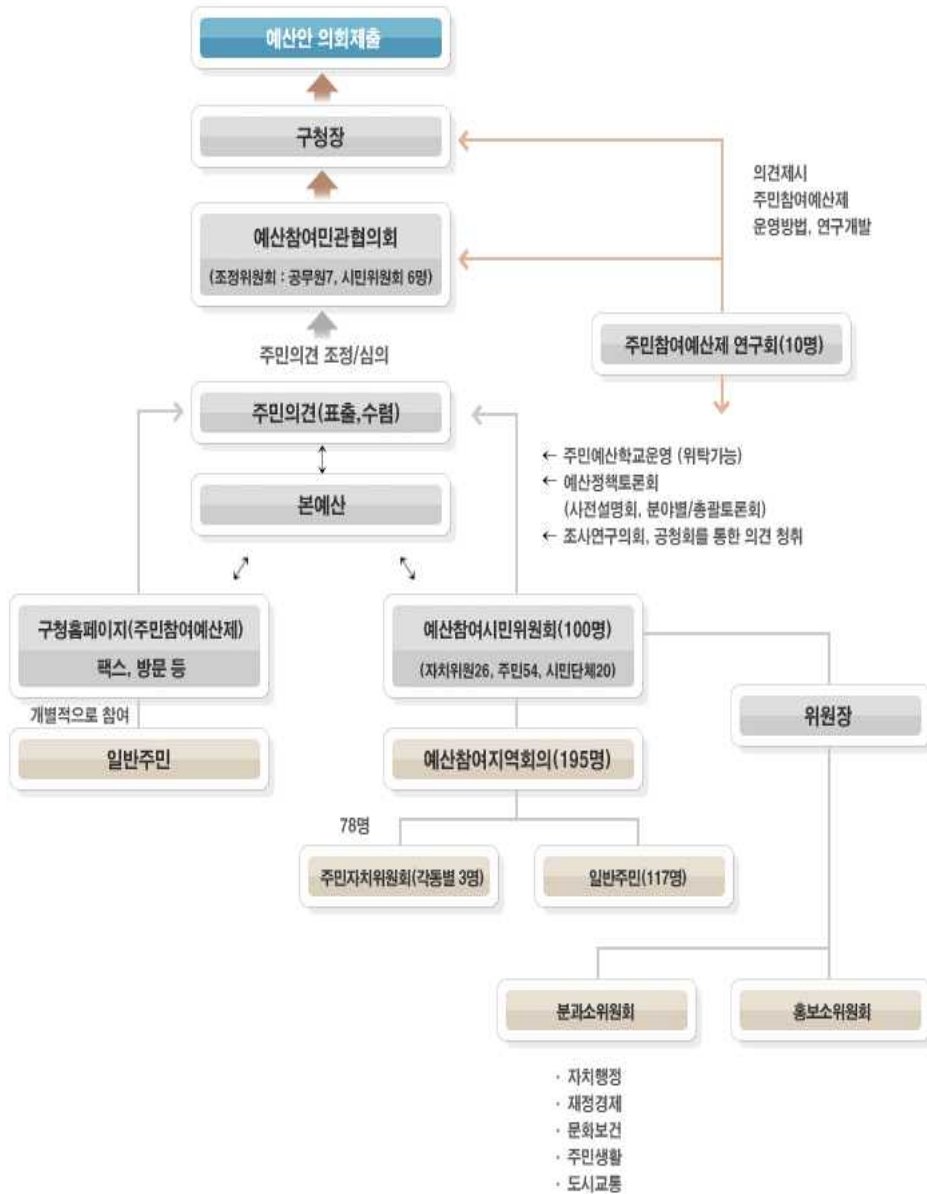 예산안 의회제출
구청장
의견제시
주민참여예산제
운영방법, 연구개발
예산참여민관협의회
(조정위원회 : 공무원7, 시민위원회 6명)
주민참여예산제 연구회(10명)
주민의견 조정/심의
주민의견(표출,수렴)
← 주민예산학교운영 (위탁가능)
← 예산정책토론회
(사전설명회, 분야별/총괄토론회)
← 조사연구의회, 공청회를 통한 의견 청취
본예산
구청홈페이지(주민참여예산제)
팩스, 방문 등
예산참여시민위원회(100명)
(자치위원26, 주민54, 시민단체20)
위원장
개별적으로 참여
일반주민
예산참여지역회의(195명)
78명
주민자치위원회(각동별 3명)
일반주민(117명)
분과소위원회
홍보소위원회
· 자치행정
· 재정경제
· 문화보건
· 주민생활
· 도시교통